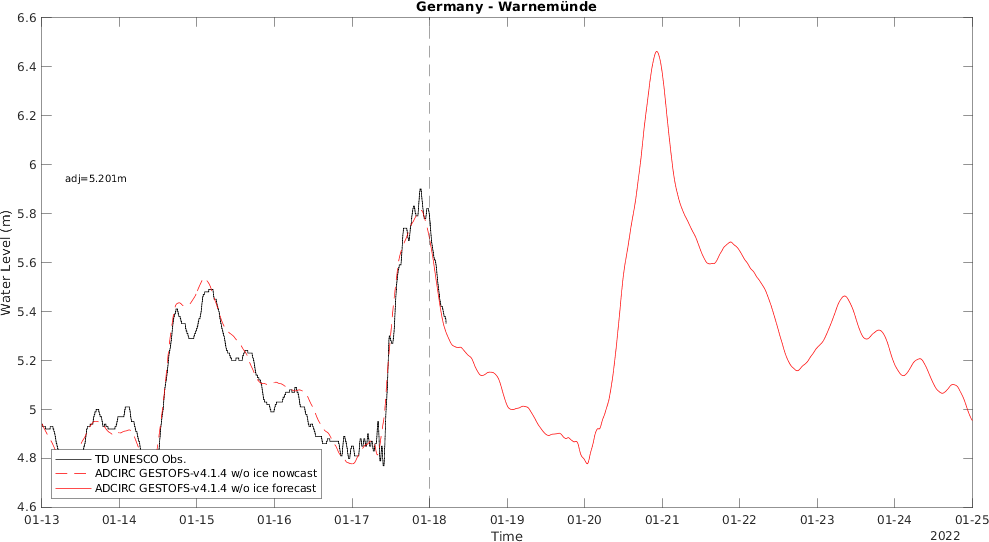 Germany - Warnemünde
6.6
6.4
6.2
6
5.8
5.6
5.4
5.2
5
4.8
4.6
Water Level (m)
adj=5.201m
TD UNESCO Obs.
ADCIRC GESTOFS-v4.1.4 w/o ice nowcast
ADCIRC GESTOFS-v4.1.4 w/o ice forecast
01-13 01-14 01-15 01-16 01-17 01-18 01-19 01-20 01-21 01-22 01-23 01-24 01-25
Time
2022